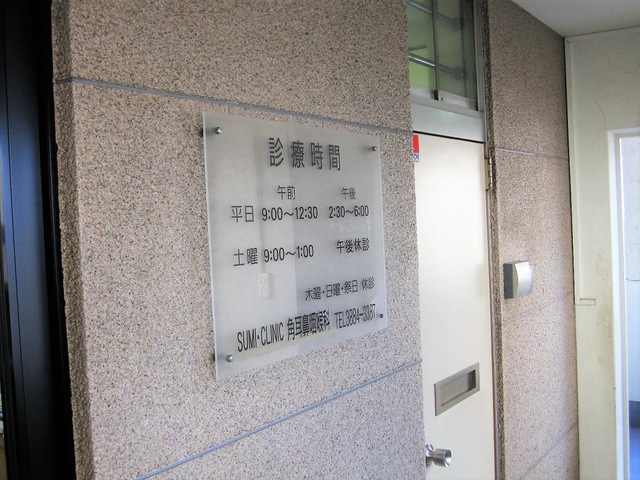 診療時間
午前 午後
平日 9:00～12:30 2:30～6:00
土曜 9:00～1:00 午後休診
木曜・日曜・祭日 休診
SUMI・CLINIC 角耳鼻咽喉科 TEL3884-3387